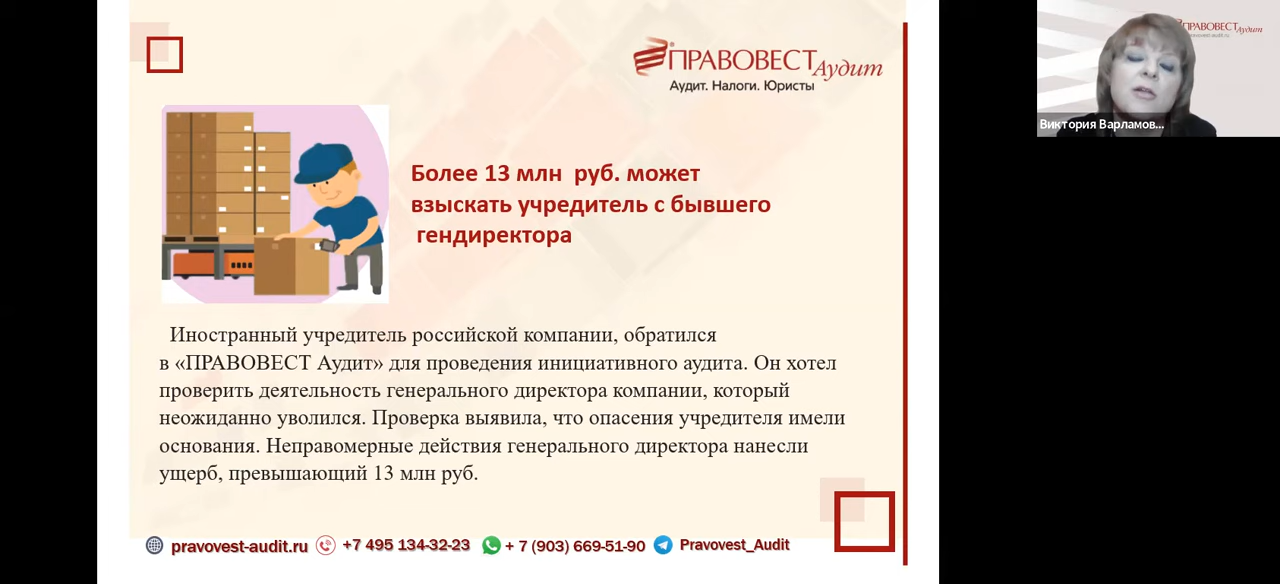 ПРАВОВЕСТ Аудит
Аудит. Налоги. Юристы
ПРАВОВЕСТ Аудит
pravovest-audit.ru
Виктория Варламов...
Более 13 млн руб. может
взыскать учредитель с бывшего
гендиректора
Иностранный учредитель российской компании, обратился
в «ПРАВОВЕСТ Аудит» для проведения инициативного аудита. Он хотел
проверить деятельность генерального директора компании, который
неожиданно уволился. Проверка выявила, что опасения учредителя имели
основания. Неправомерные действия генерального директора нанесли
ущерб, превышающий 13 млн руб.
pravovest-audit.ru +7 495 134-32-23 + 7 (903) 669-51-90 Pravovest_Audit